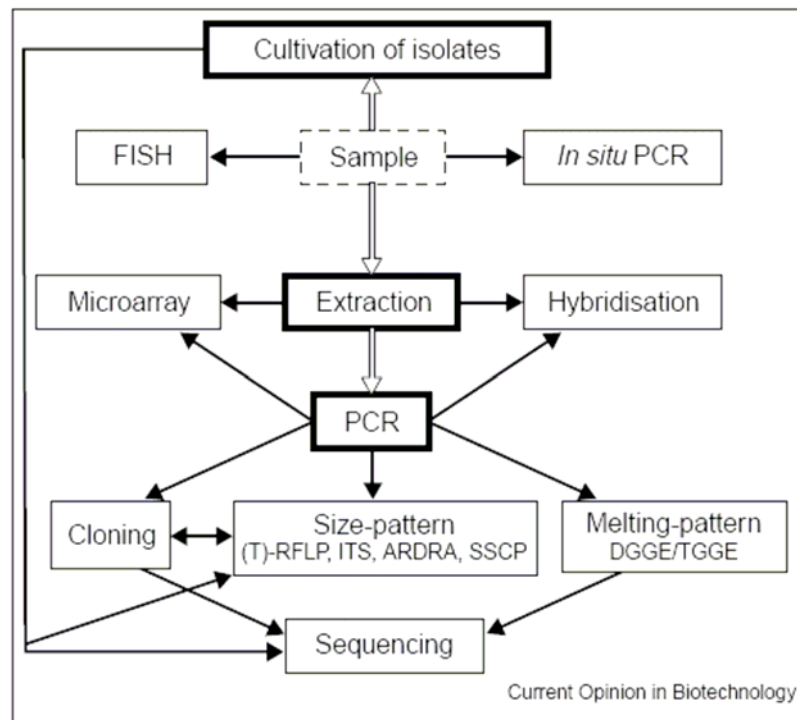 Cultivation of isolates
FISH
Sample
In situ PCR
Microarray
Extraction
Hybridisation
PCR
Cloning
Size-pattern
(T)-RFLP, ITS, ARDRA, SSCP
Melting-pattern
DGGE/TGGE
Sequencing
Current Opinion in Biotechnology